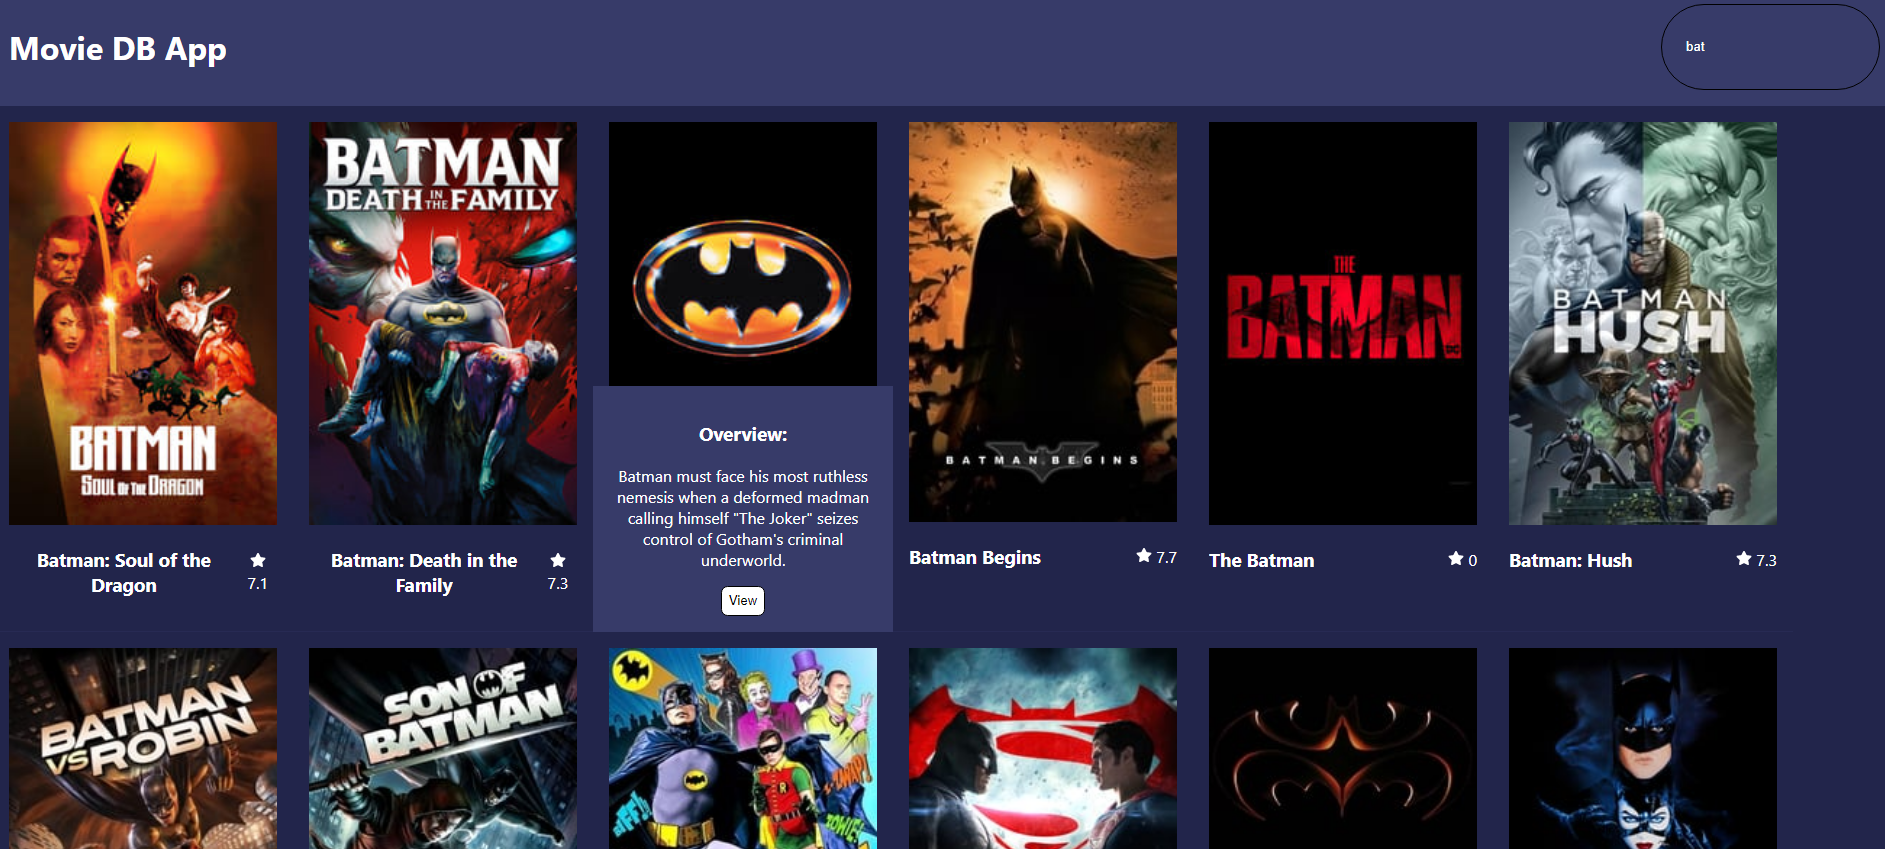 Movie DB App
bat
BATMAN
SOUL OF THE DRAGON
BATMAN
DEATH IN THE FAMILY
BATMAN BEGINS
THE
BATMAN
BATMAN
HUSH
Overview:
Batman must face his most ruthless
nemesis when a deformed madman
calling himself "The Joker" seizes
control of Gotham's criminal
underworld.
View
Batman: Soul of the
Dragon
7.1
Batman: Death in the
Family
7.3
Batman Begins
7.7
The Batman
0
Batman: Hush
7.3
BATMAN
VS ROBIN
SON OF
BATMAN